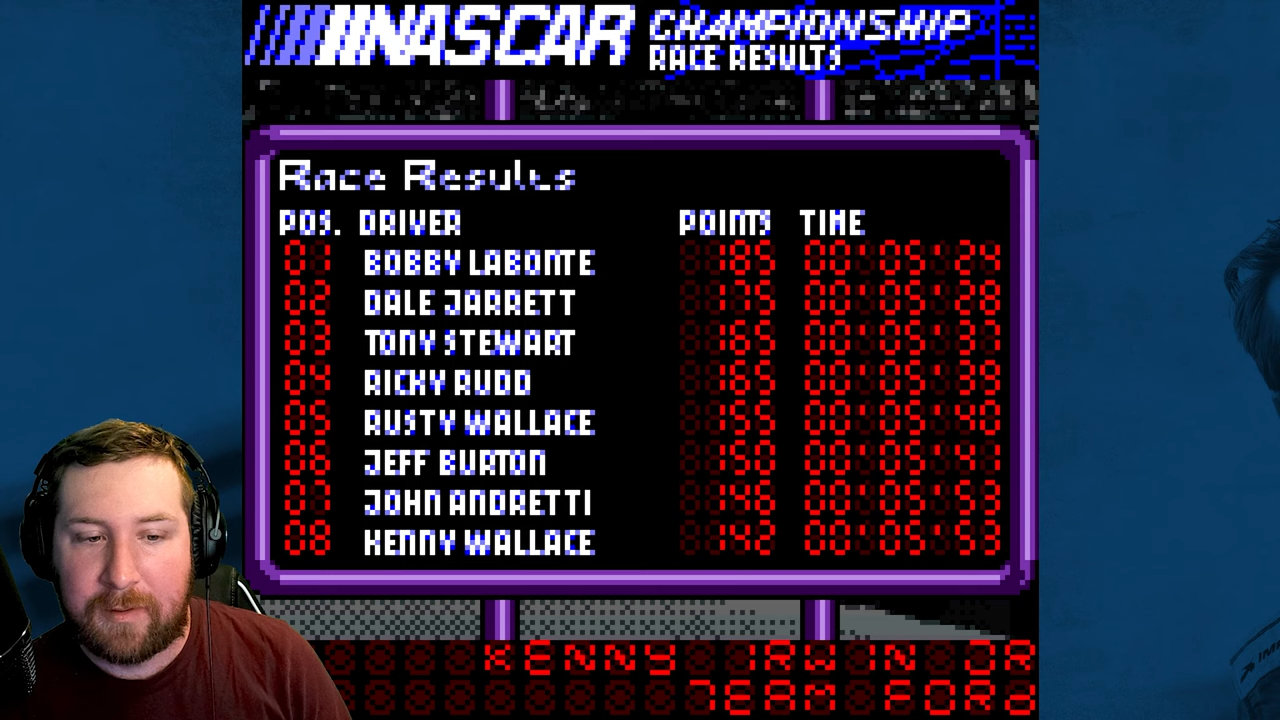 NASCAR CHAMPIONSHIP
RACE RESULTS
Race Results
POS. DRIVER POINTS TIME
01 BOBBY LABONTE 185 00:05'24
02 DALE JARRETT 175 00:05'28
03 TONY STEWART 165 00:05'33
04 RICKY RUDD 165 00:05'39
05 RUSTY WALLACE 155 00:05'40
06 JEFF BURTON 150 00:05'41
07 JOHN ANDRETTI 145 00:05'53
08 KENNY WALLACE 142 00:05'53
KENNY IRWIN JR
TEAM FORD